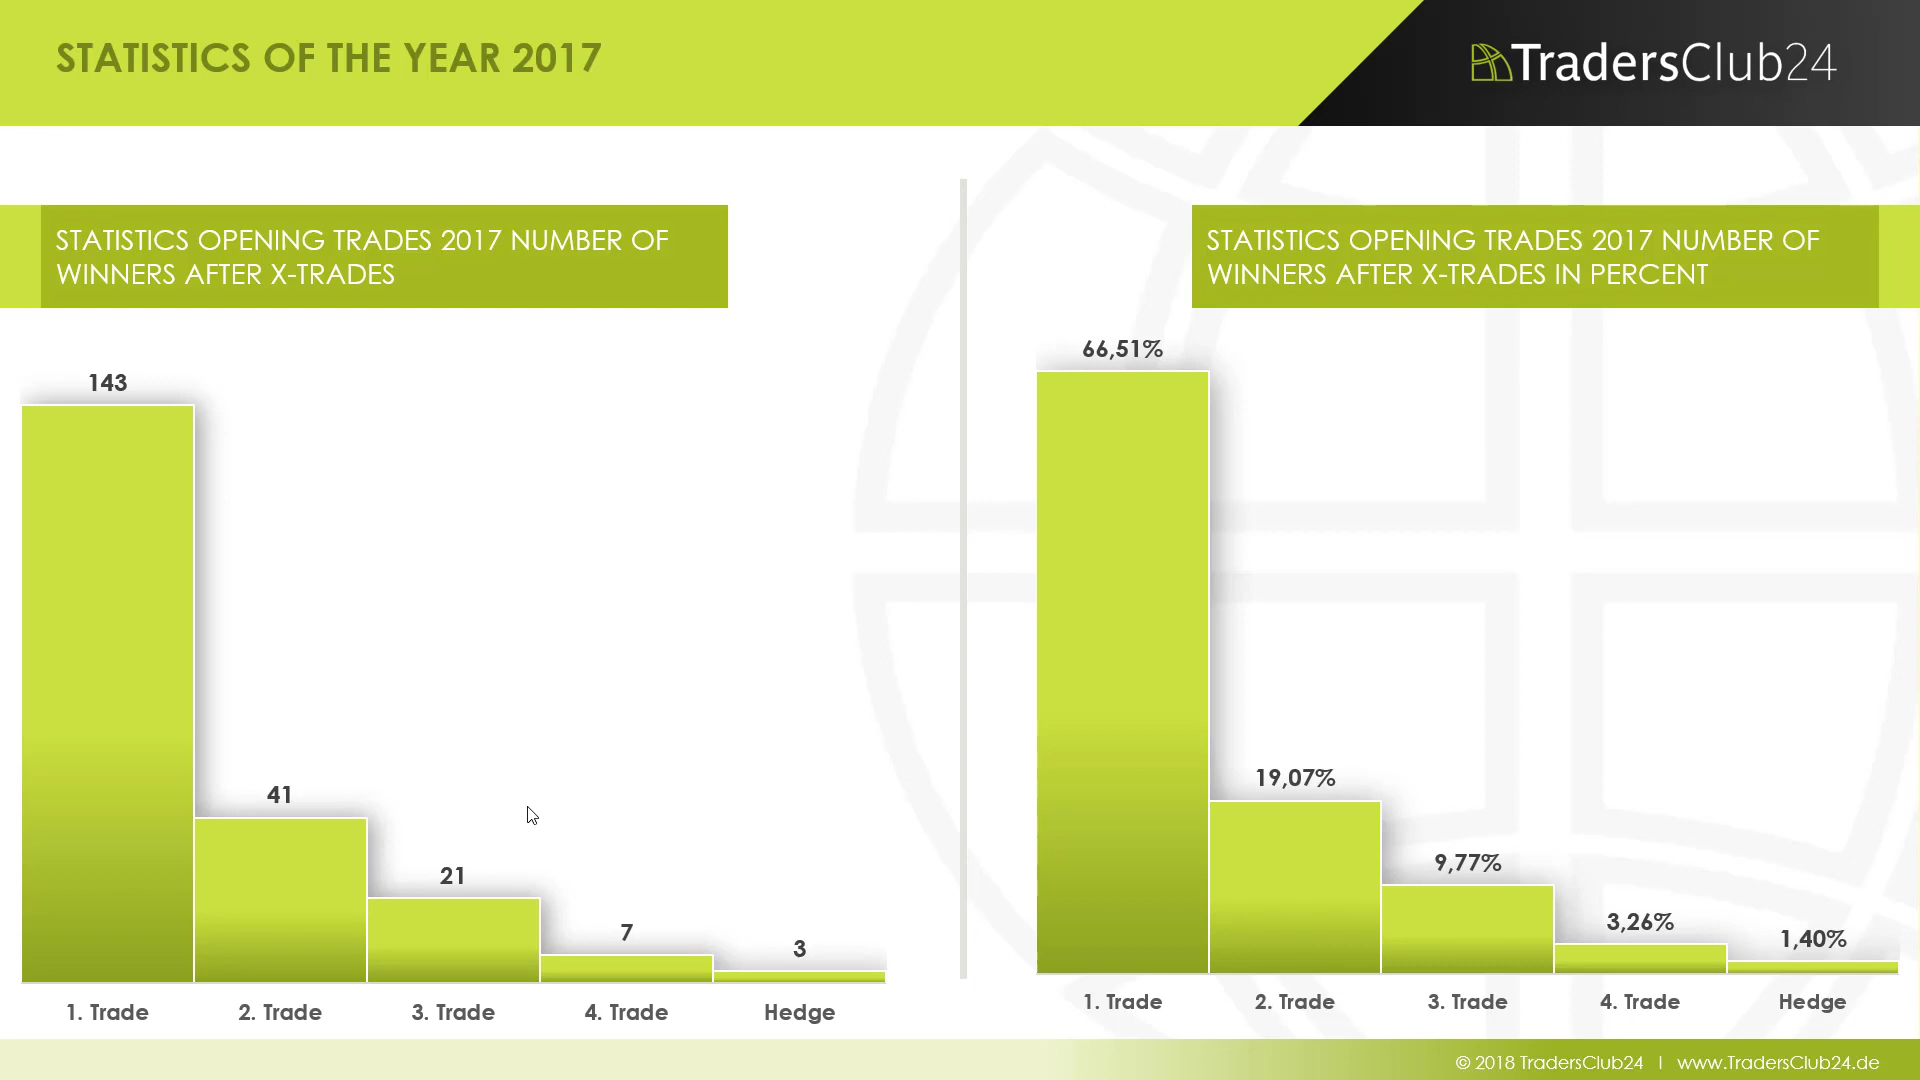 STATISTICS OF THE YEAR 2017
TradersClub24
STATISTICS OPENING TRADES 2017 NUMBER OF
WINNERS AFTER X-TRADES
143
41
21
7
3
1. Trade
2. Trade
3. Trade
4. Trade
Hedge
STATISTICS OPENING TRADES 2017 NUMBER OF
WINNERS AFTER X-TRADES IN PERCENT
66,51%
19,07%
9,77%
3,26%
1,40%
1. Trade
2. Trade
3. Trade
4. Trade
Hedge
© 2018 TradersClub24 | www.TradersClub24.de